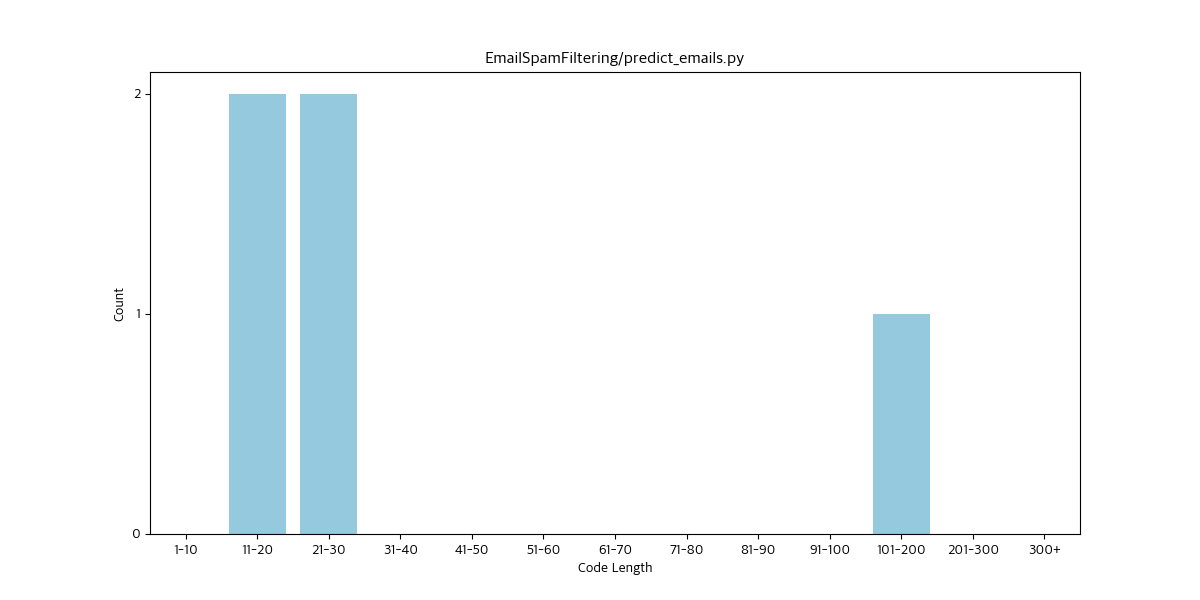 EmailSpamFiltering/predict_emails.py
2
1
0
Count
1-10 11-20 21-30 31-40 41-50 51-60 61-70 71-80 81-90 91-100 101-200 201-300 300+
Code Length